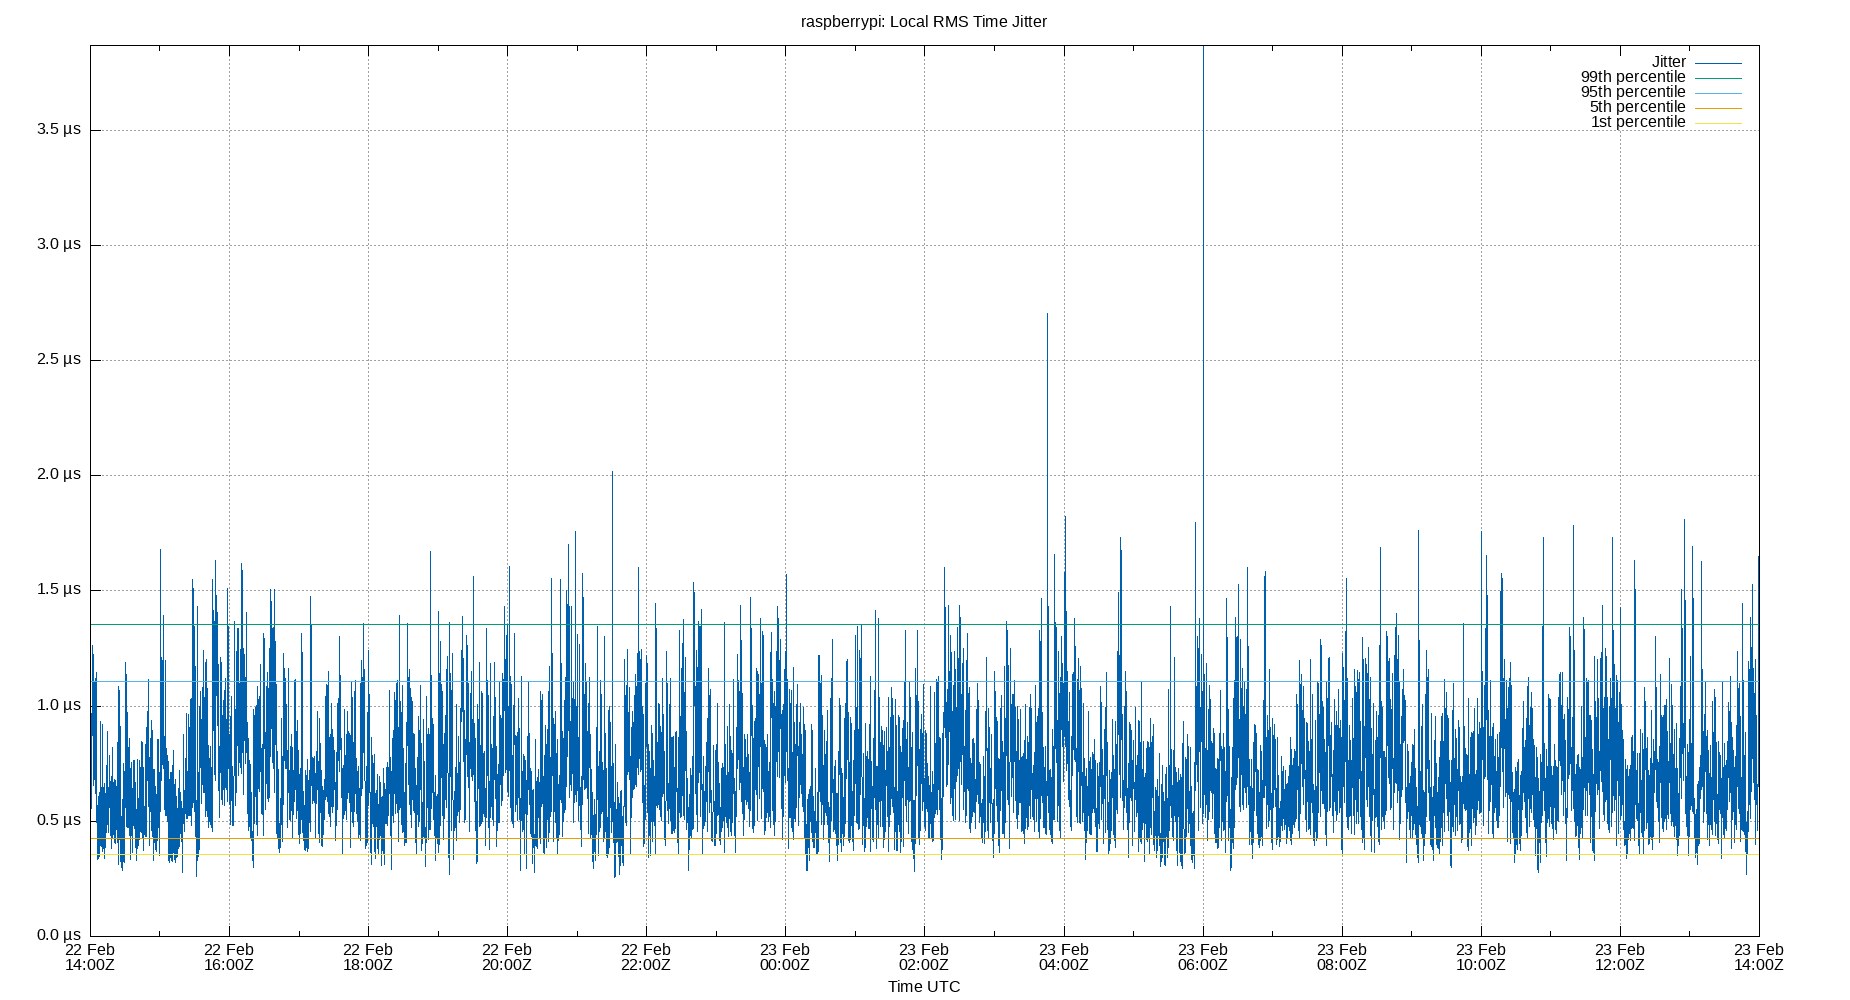 raspberrypi: Local RMS Time Jitter
Jitter
99th percentile
95th percentile
5th percentile
1st percentile
3.5 µs
3.0 µs
2.5 µs
2.0 µs
1.5 µs
1.0 µs
0.5 µs
0.0 µs
22 Feb 22 Feb 22 Feb 22 Feb 22 Feb 23 Feb 23 Feb 23 Feb 23 Feb 23 Feb 23 Feb 23 Feb 23 Feb
14:00Z 16:00Z 18:00Z 20:00Z 22:00Z 00:00Z 02:00Z 04:00Z 06:00Z 08:00Z 10:00Z 12:00Z 14:00Z
Time UTC